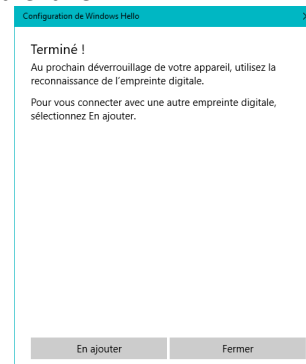 Configuration de Windows Hello
Terminé !
Au prochain déverrouillage de votre appareil, utilisez la
reconnaissance de l'empreinte digitale.
Pour vous connecter avec une autre empreinte digitale,
sélectionnez En ajouter.
En ajouter
Fermer